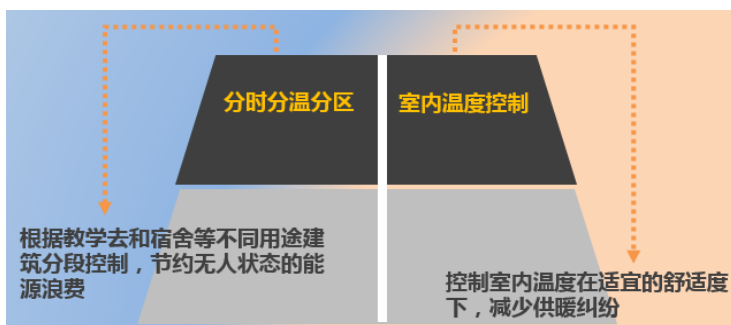 分时分温分区
室内温度控制
根据教学去和宿舍等不同用途建
筑分段控制，节约无人状态的能
源浪费
控制室内温度在适宜的舒适度
下，减少供暖纠纷